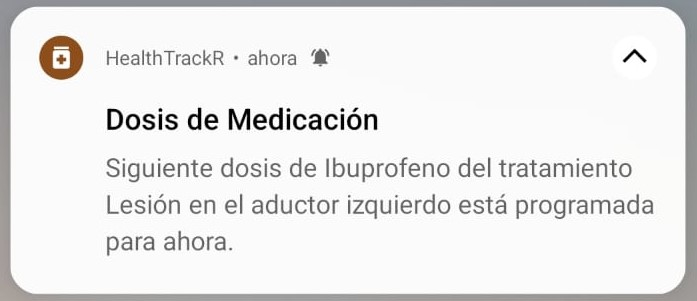 HealthTrackR • ahora
Dosis de Medicación
Siguiente dosis de Ibuprofeno del tratamiento
Lesión en el aductor izquierdo está programada
para ahora.